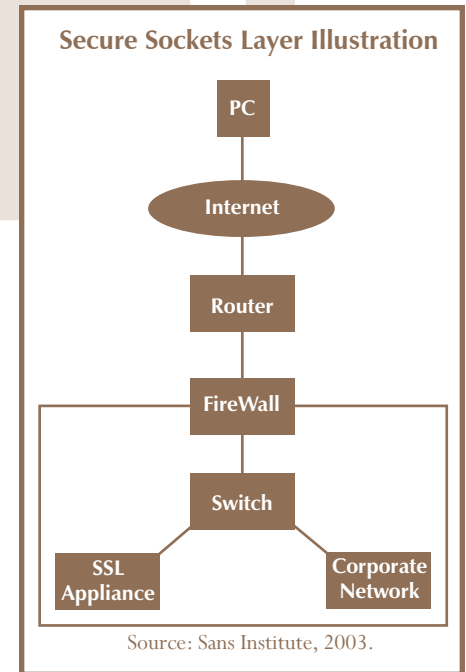 Secure Sockets Layer Illustration
PC
Internet
Router
FireWall
Switch
SSL
Appliance
Corporate
Network
Source: Sans Institute, 2003.